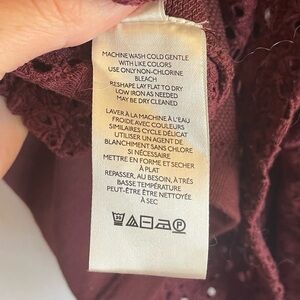 MACHINE WASH COLD GENTLE
WITH LIKE COLORS
USE ONLY NON-CHLORINE
BLEACH
RESHAPE LAY FLAT TO DRY
LOW IRON AS NEEDED
MAY BE DRY CLEANED
LAVER À LA MACHINE À L'EAU
FROIDE AVEC COULEURS
SIMILAIRES CYCLE DÉLICAT
UTILISER UN AGENT DE
BLANCHIMENT SANS CHLORE
SI NÉCESSAIRE
METTRE EN FORME ET SÉCHER
À PLAT
REPASSER, AU BESOIN, À TRÈS
BASSE TEMPÉRATURE
PEUT-ÊTRE ÊTRE NETTOYÉE
À SEC
P